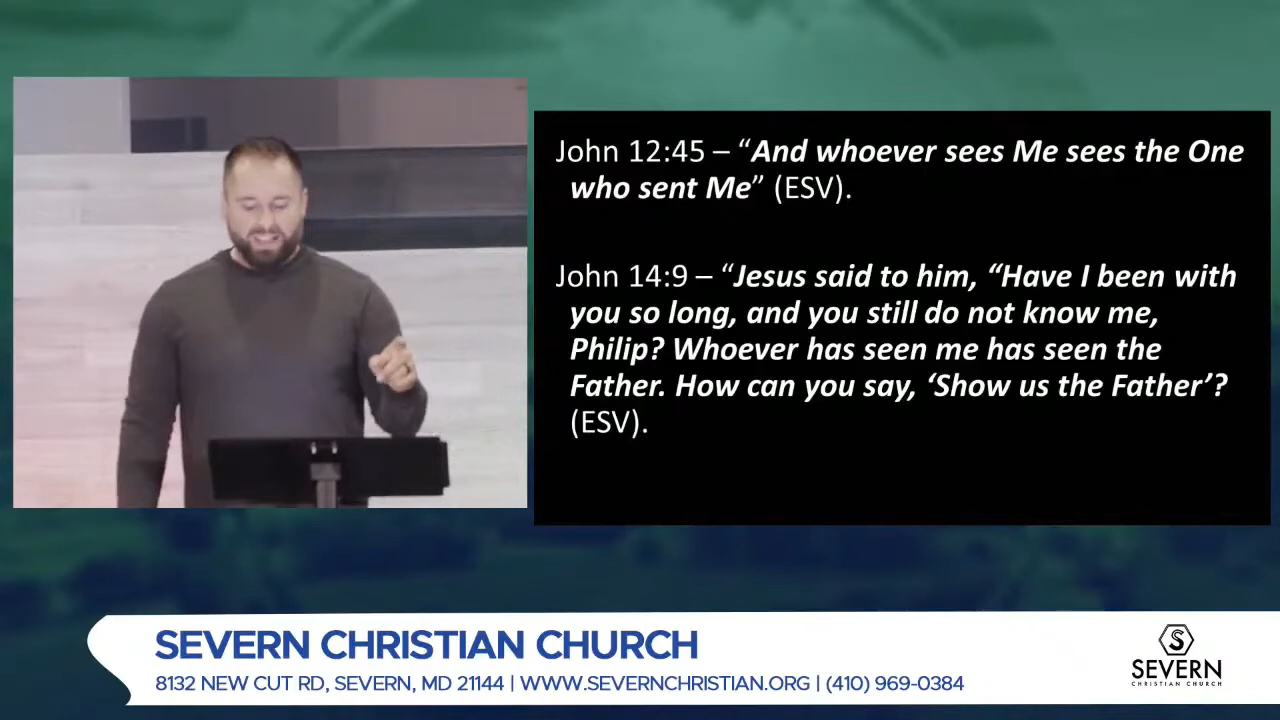 John 12:45 – “And whoever sees Me sees the One
who sent Me” (ESV).
John 14:9 – “Jesus said to him, “Have I been with
you so long, and you still do not know me,
Philip? Whoever has seen me has seen the
Father. How can you say, ‘Show us the Father’?
(ESV).
SEVERN CHRISTIAN CHURCH
8132 NEW CUT RD, SEVERN, MD 21144 | WWW.SEVERNCHRISTIAN.ORG | (410) 969-0384
S
SEVERN
CHRISTIAN CHURCH